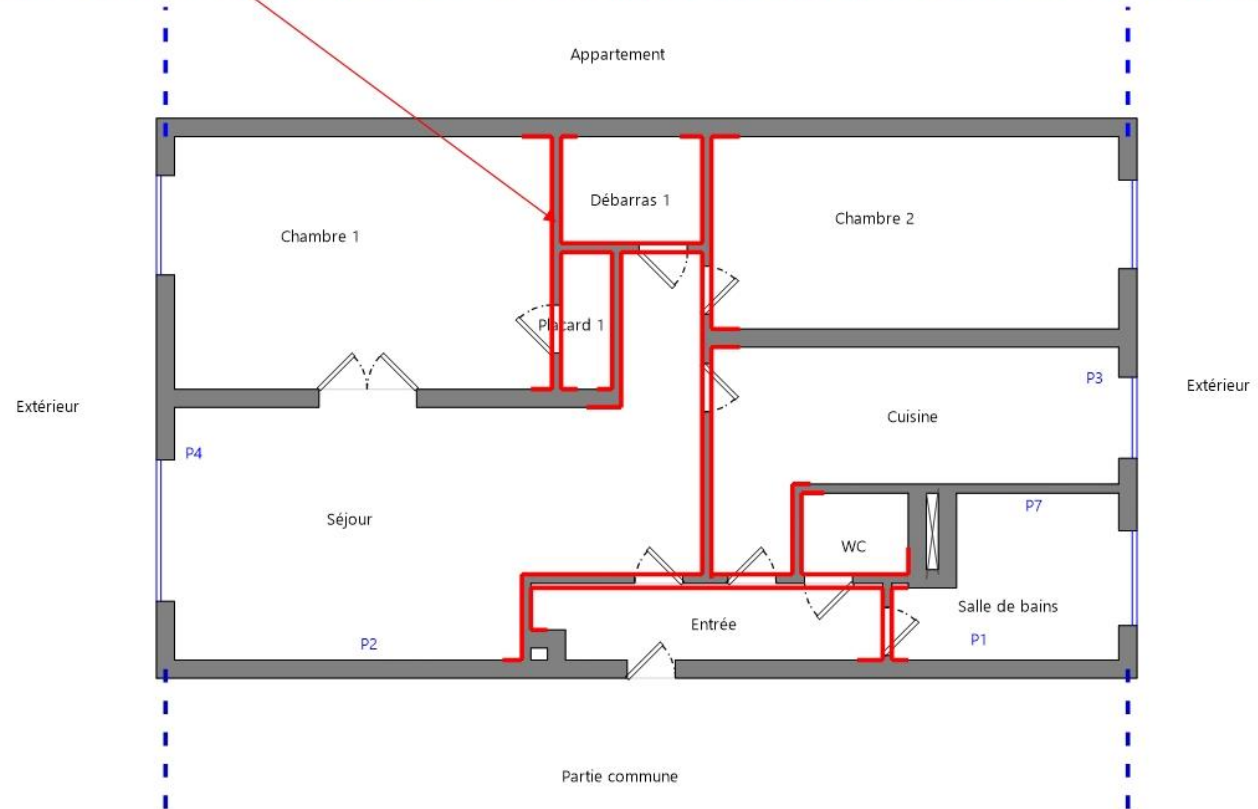 Appartement
Débarras 1
Chambre 2
Chambre 1
Placard 1
P3
Extérieur
Extérieur
Cuisine
P4
P7
Séjour
WC
Salle de bains
Entrée
P1
P2
Partie commune